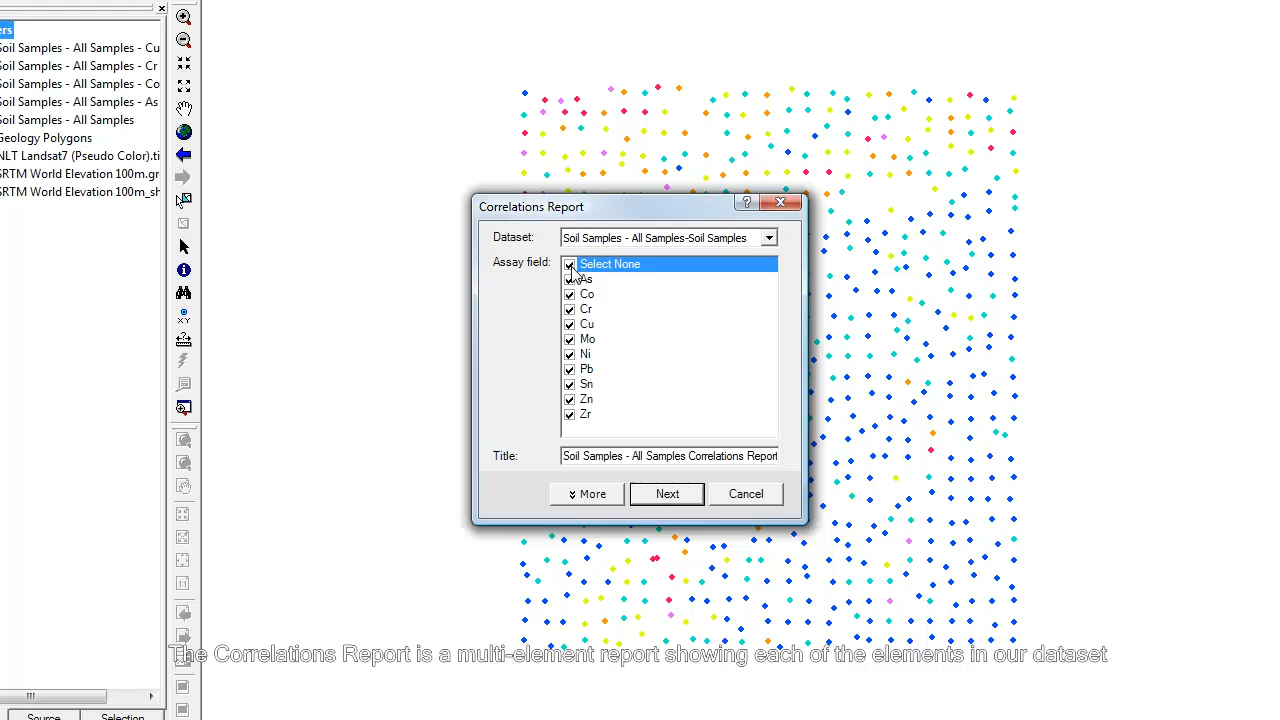 ers
Soil Samples - All Samples - Cu
Soil Samples - All Samples - Cr
Soil Samples - All Samples - Co
Soil Samples - All Samples - As
Soil Samples - All Samples
Geology Polygons
NLT Landsat7 (Pseudo Color).ti
SRTM World Elevation 100m.gr
SRTM World Elevation 100m_sh
Source
Selection
XY
1:1
Correlations Report
?
Dataset:
Soil Samples - All Samples-Soil Samples
Assay field:
Select None
As
Co
Cr
Cu
Mo
Ni
Pb
Sn
Zn
Zr
Title:
Soil Samples - All Samples Correlations Report
More
Next
Cancel
The Correlations Report is a multi-element report showing each of the elements in our dataset